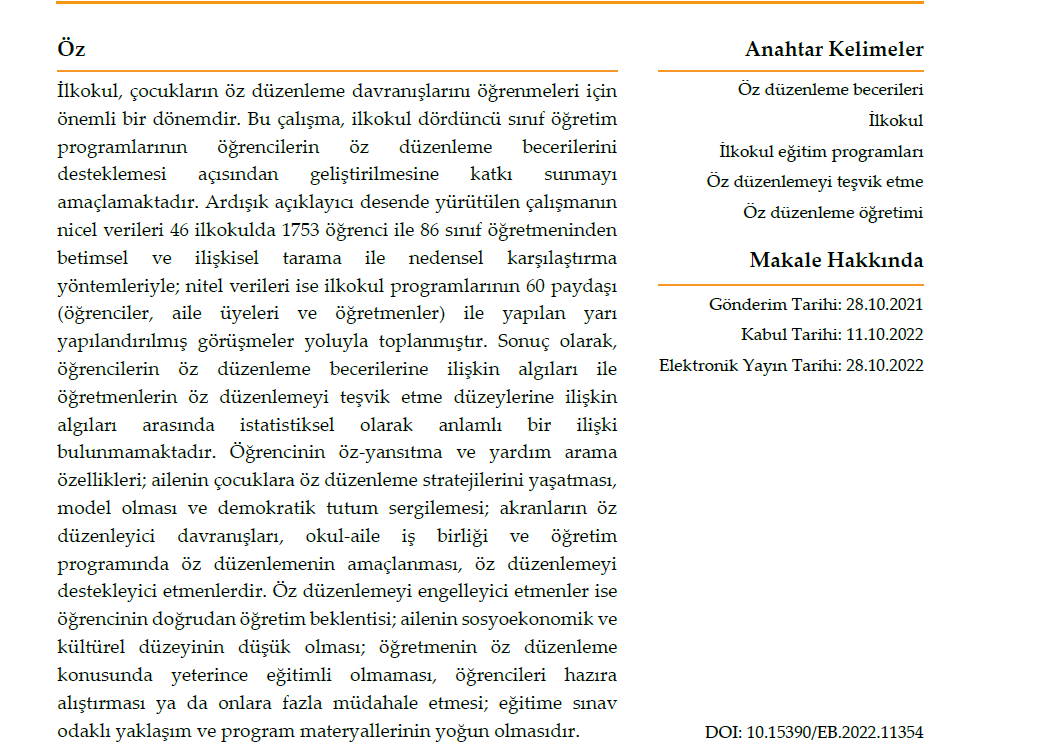 Öz
İlkokul, çocukların öz düzenleme davranışlarını öğrenmeleri için
önemli bir dönemdir. Bu çalışma, ilkokul dördüncü sınıf öğretim
programlarının öğrencilerin öz düzenleme becerilerini
desteklemesi açısından geliştirilmesine katkı sunmayı
amaçlamaktadır. Ardışık açıklayıcı desende yürütülen çalışmanın
nicel verileri 46 ilkokulda 1753 öğrenci ile 86 sınıf öğretmeninden
betimsel ve ilişkisel tarama ile nedensel karşılaştırma
yöntemleriyle; nitel verileri ise ilkokul programlarının 60 paydaşı
(öğrenciler, aile üyeleri ve öğretmenler) ile yapılan yarı
yapılandırılmış görüşmeler yoluyla toplanmıştır. Sonuç olarak,
öğrencilerin öz düzenleme becerilerine ilişkin algıları ile
öğretmenlerin öz düzenlemeyi teşvik etme düzeylerine ilişkin
algıları arasında istatistiksel olarak anlamlı bir ilişki
bulunmamaktadır. Öğrencinin öz-yansıtma ve yardım arama
özellikleri; ailenin çocuklara öz düzenleme stratejilerini yaşatması,
model olması ve demokratik tutum sergilemesi; akranların öz
düzenleyici davranışları, okul-aile iş birliği ve öğretim
programında öz düzenlemenin amaçlanması, öz düzenlemeyi
destekleyici etmenlerdir. Öz düzenlemeyi engelleyici etmenler ise
öğrencinin doğrudan öğretim beklentisi; ailenin sosyoekonomik ve
kültürel düzeyinin düşük olması; öğretmenin öz düzenleme
konusunda yeterince eğitimli olmaması, öğrencileri hazıra
alıştırması ya da onlara fazla müdahale etmesi; eğitime sınav
odaklı yaklaşım ve program materyallerinin yoğun olmasıdır.
Anahtar Kelimeler
Öz düzenleme becerileri
İlkokul
İlkokul eğitim programları
Öz düzenlemeyi teşvik etme
Öz düzenleme öğretimi
Makale Hakkında
Gönderim Tarihi: 28.10.2021
Kabul Tarihi: 11.10.2022
Elektronik Yayın Tarihi: 28.10.2022
DOI: 10.15390/EB.2022.11354